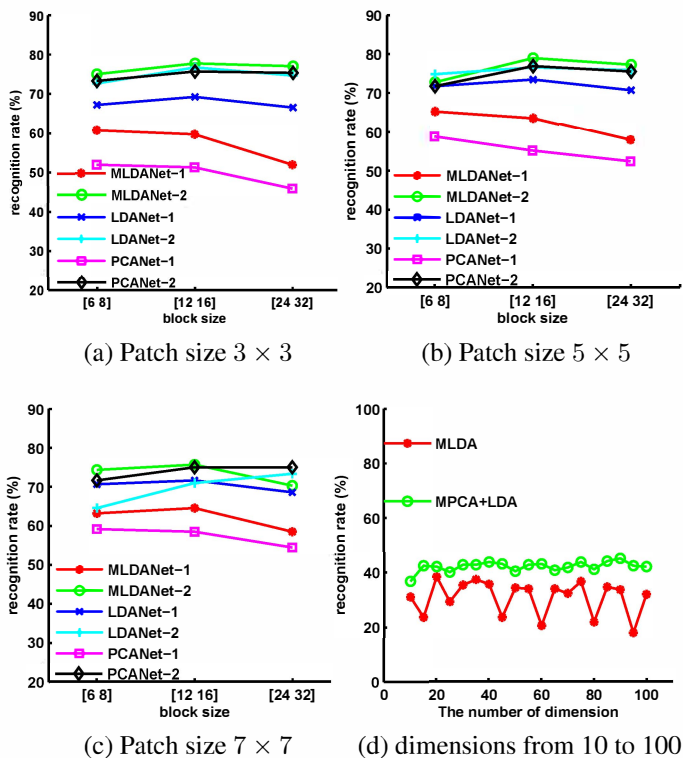 90
80
70
60
50
40
30
20
recognition rate (%)
MLDANet−1
MLDANet−2
LDANet−1
LDANet−2
PCANet−1
PCANet−2
[6 8] [12 16] [24 32]
block size
(a) Patch size 3 × 3
90
80
70
60
50
40
30
20
recognition rate (%)
MLDANet−1
MLDANet−2
LDANet−1
LDANet−2
PCANet−1
PCANet−2
[6 8] [12 16] [24 32]
block size
(b) Patch size 5 × 5
90
80
70
60
50
40
30
20
recognition rate (%)
MLDANet−1
MLDANet−2
LDANet−1
LDANet−2
PCANet−1
PCANet−2
[6 8] [12 16] [24 32]
block size
(c) Patch size 7 × 7
100
80
60
40
20
0
recognition rate (%)
MLDA
MPCA+LDA
0 20 40 60 80 100
The number of dimension
(d) dimensions from 10 to 100